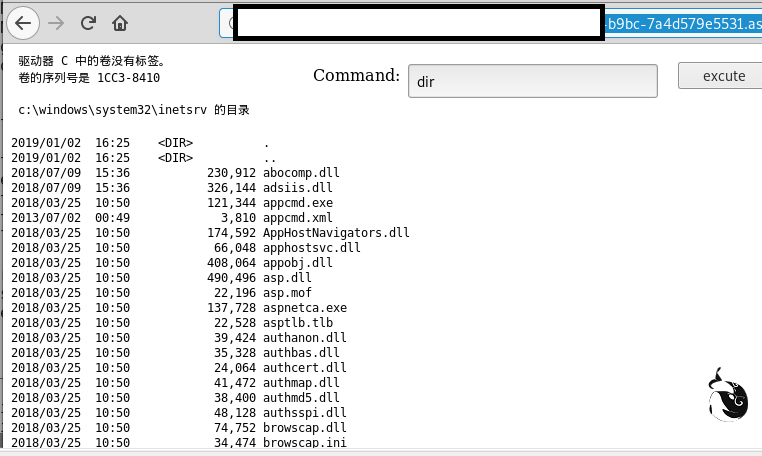 -b9bc-7a4d579e5531.as
驱动器 C 中的卷没有标签。
卷的序列号是 1CC3-8410
Command: dir excute
c:\windows\system32\inetsrv 的目录
2019/01/02 16:25 <DIR> .
2019/01/02 16:25 <DIR> ..
2018/07/09 15:36 230,912 abocomp.dll
2018/07/09 15:36 326,144 adsiis.dll
2018/03/25 10:50 121,344 appcmd.exe
2013/07/02 00:49 3,810 appcmd.xml
2018/03/25 10:50 174,592 AppHostNavigators.dll
2018/03/25 10:50 66,048 apphostsvc.dll
2018/03/25 10:50 408,064 appobj.dll
2018/03/25 10:50 490,496 asp.dll
2018/03/25 10:50 22,196 asp.mof
2018/03/25 10:50 137,728 aspnetca.exe
2018/03/25 10:50 22,528 asptlb.tlb
2018/03/25 10:50 39,424 authanon.dll
2018/03/25 10:50 35,328 authbas.dll
2018/03/25 10:50 24,064 authcert.dll
2018/03/25 10:50 41,472 authmap.dll
2018/03/25 10:50 38,400 authmd5.dll
2018/03/25 10:50 48,128 authsspi.dll
2018/03/25 10:50 74,752 browscap.dll
2018/03/25 10:50 34,474 browscap.ini